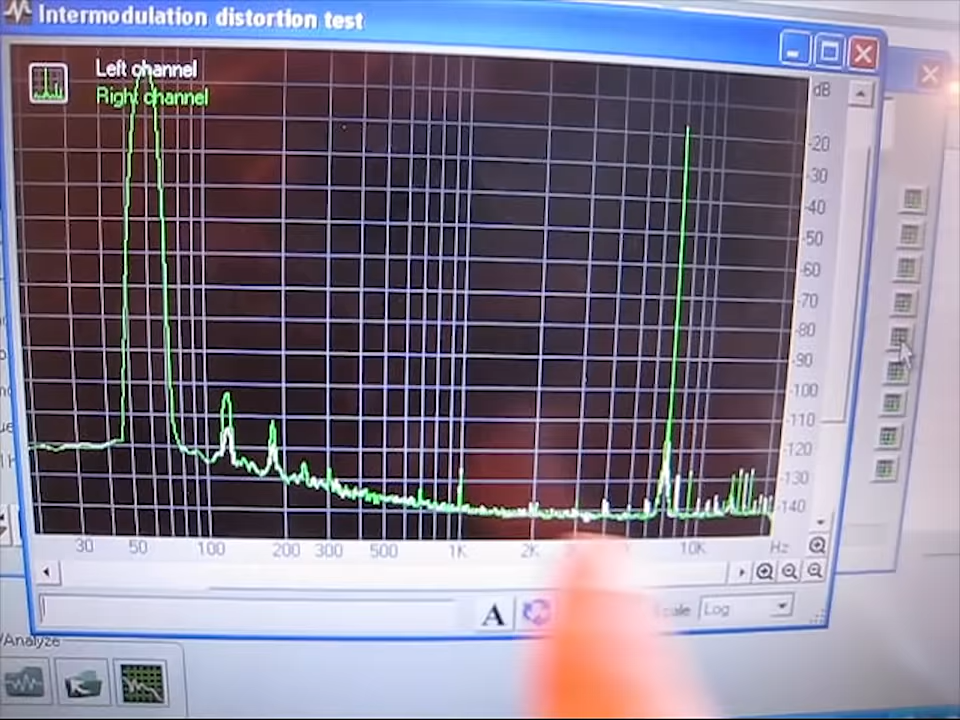 Intermodulation distortion test
Left channel
Right channel
dB
-20
-30
-40
-50
-60
-70
-80
-90
-100
-110
-120
-130
-140
30 50 100 200 300 500 1K 2K 10K Hz
A
Log
/Analyze